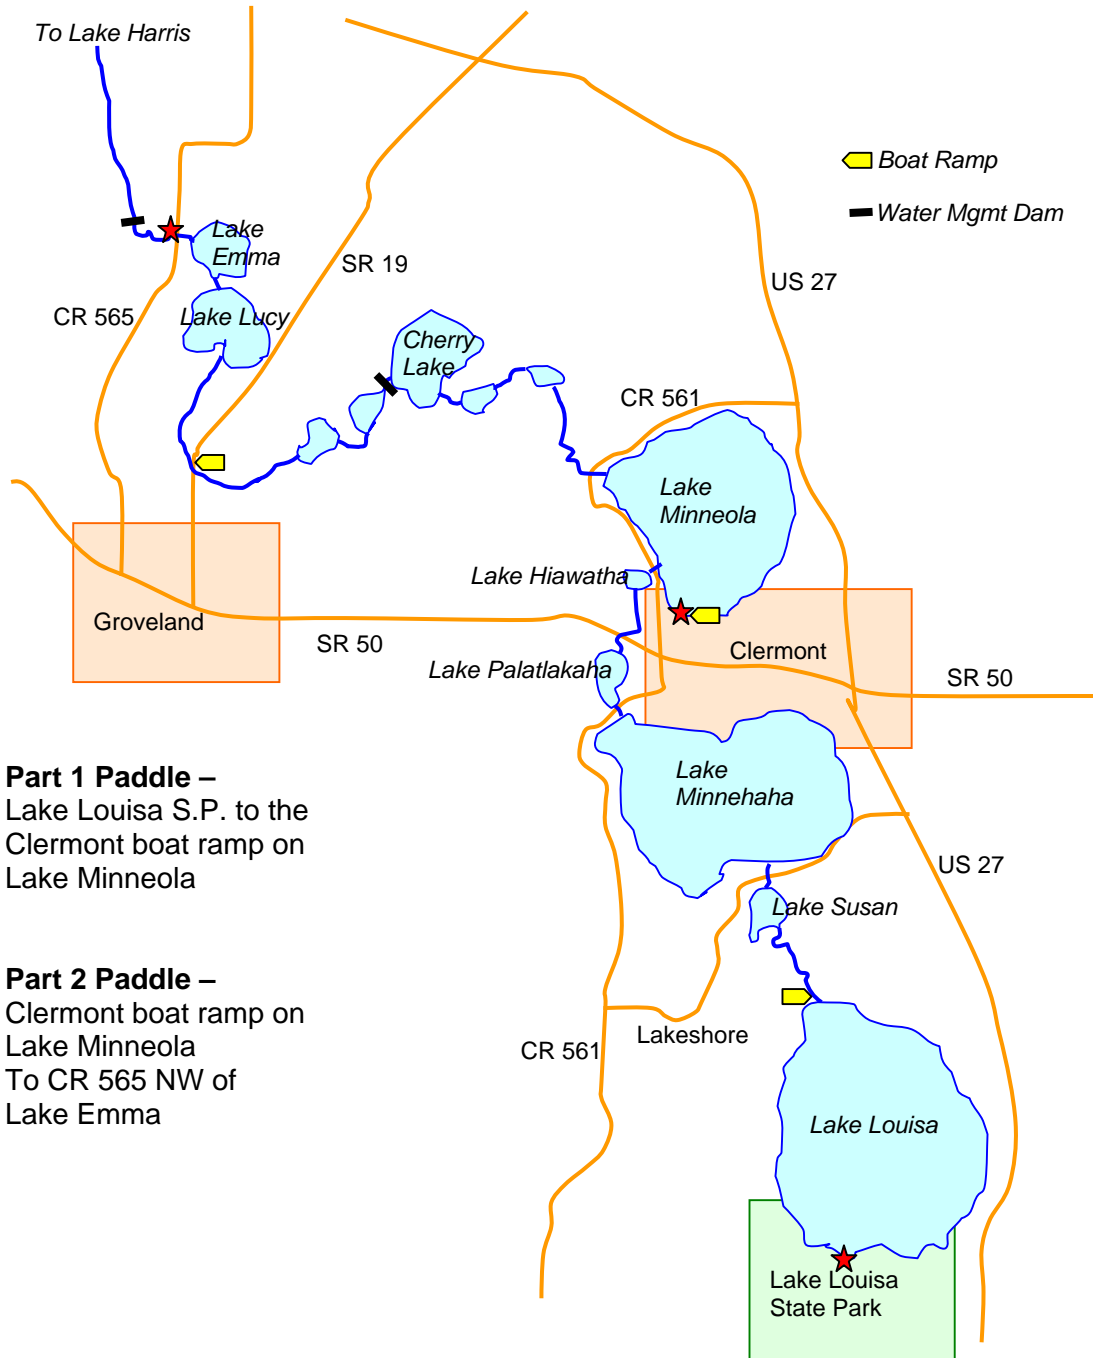 To Lake Harris
Boat Ramp
Water Mgmt Dam
Lake
Emma
SR 19
US 27
CR 565
Lake Lucy
Cherry
Lake
CR 561
Lake
Minneola
Lake Hiawatha
Groveland
SR 50
Clermont
Lake Palatlakaha
SR 50
Part 1 Paddle –
Lake Louisa S.P. to the
Clermont boat ramp on
Lake Minneola
Lake
Minnehaha
US 27
Lake Susan
Part 2 Paddle –
Clermont boat ramp on
Lake Minneola
To CR 565 NW of
Lake Emma
Lakeshore
CR 561
Lake Louisa
Lake Louisa
State Park